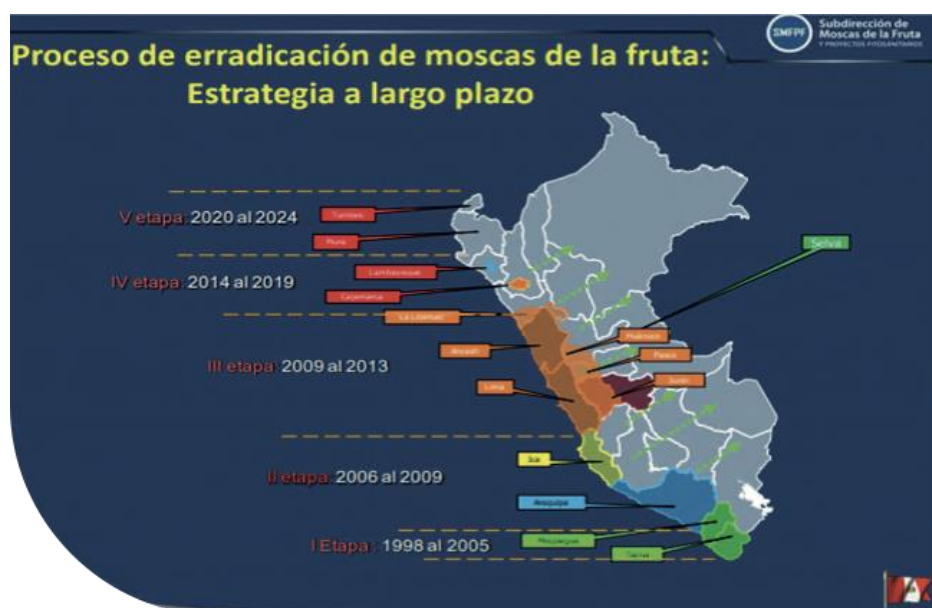 SMFPF
Subdirección de
Moscas de la Fruta
Y PROYECTOS FITOSANITARIOS
Proceso de erradicación de moscas de la fruta:
Estrategia a largo plazo
V etapa: 2020 al 2024
Tumbes
Piura
Selva
IV etapa: 2014 al 2019
Lambayeque
Cajamarca
La Libertad
Huánuco
Ancash
Pasco
III etapa: 2009 al 2013
Lima
Junín
II etapa: 2006 al 2009
Ica
Arequipa
I Etapa : 1998 al 2005
Moquegua
Tacna